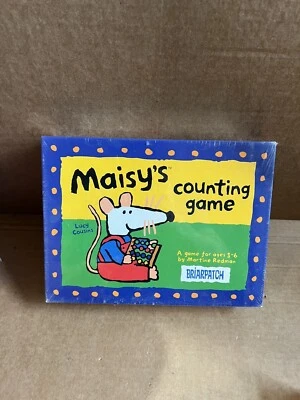 Maisy's counting
game
Lucy
Cousins
A game for ages 3-6
by Martine Redman
BRIARPATCH